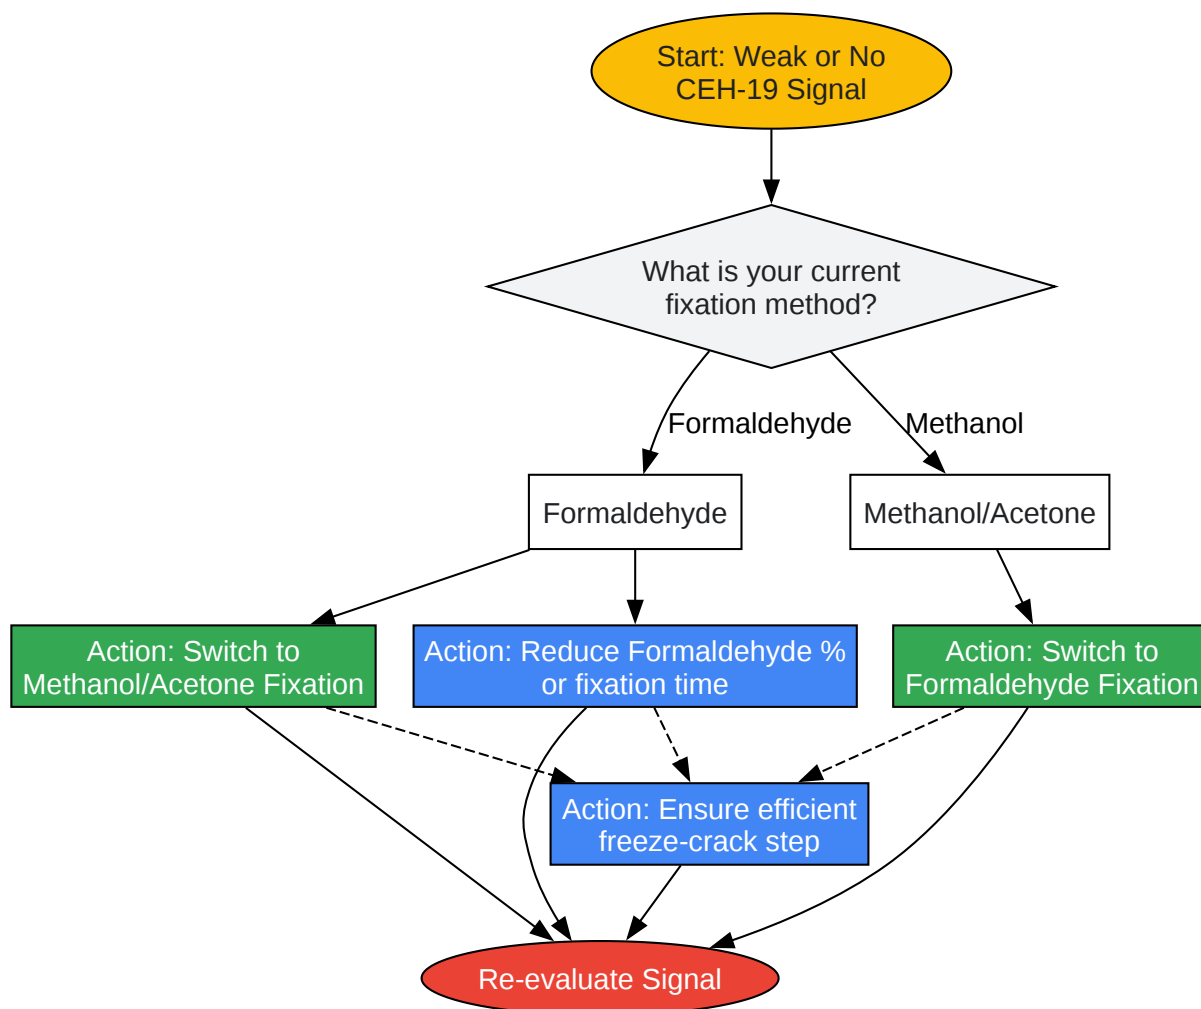 Start: Weak or No
CEH-19 Signal
What is your current
fixation method?
Formaldehyde
Methanol
Formaldehyde
Methanol/Acetone
Action: Switch to
Methanol/Acetone Fixation
Action: Reduce Formaldehyde %
or fixation time
Action: Switch to
Formaldehyde Fixation
Action: Ensure efficient
freeze-crack step
Re-evaluate Signal